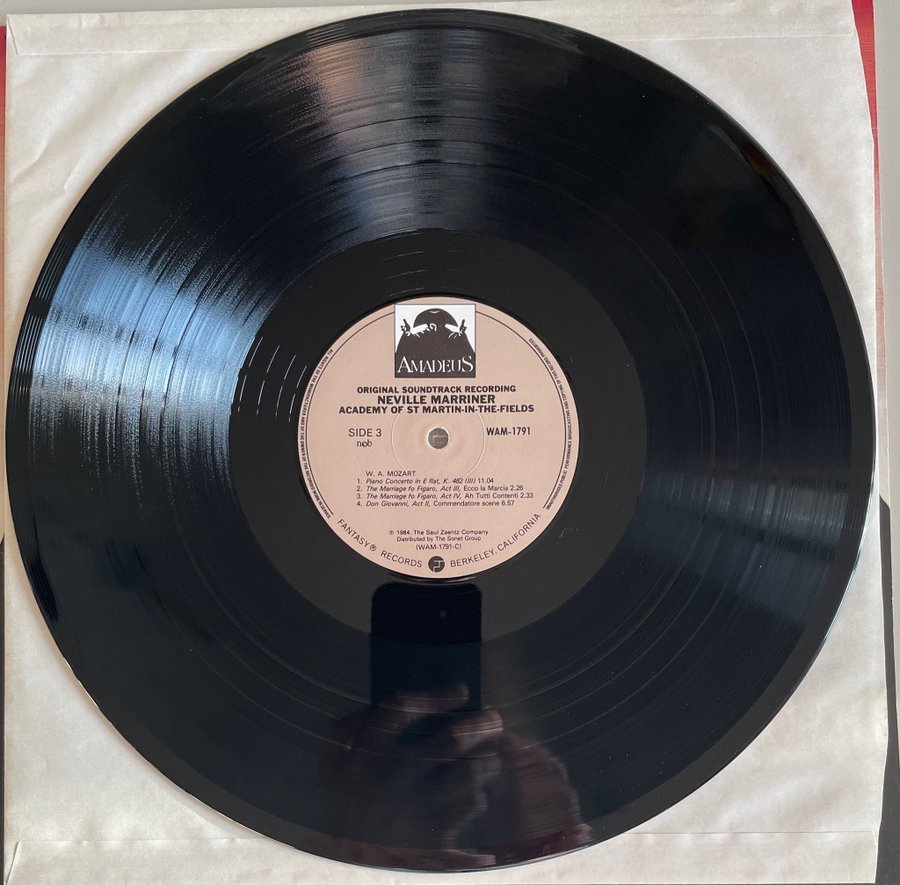 AMADEUS
ORIGINAL SOUNDTRACK RECORDING
NEVILLE MARRINER
ACADEMY OF ST MARTIN-IN-THE-FIELDS
SIDE 3
WAM-1791
ncb
W. A. MOZART
1. Piano Concerto in E flat, K. 482 (III) 11.04
2. The Marriage fo Figaro, Act III, Ecco la Marcia 2.26
3. The Marriage fo Figaro, Act IV, Ah Tutti Contenti 2.33
4. Don Giovanni, Act II, Commendatore scene 6.57
℗ 1984. The Saul Zaentz Company
Distributed by The Sonet Group
(WAM-1791-C)
FANTASY® RECORDS BERKELEY, CALIFORNIA